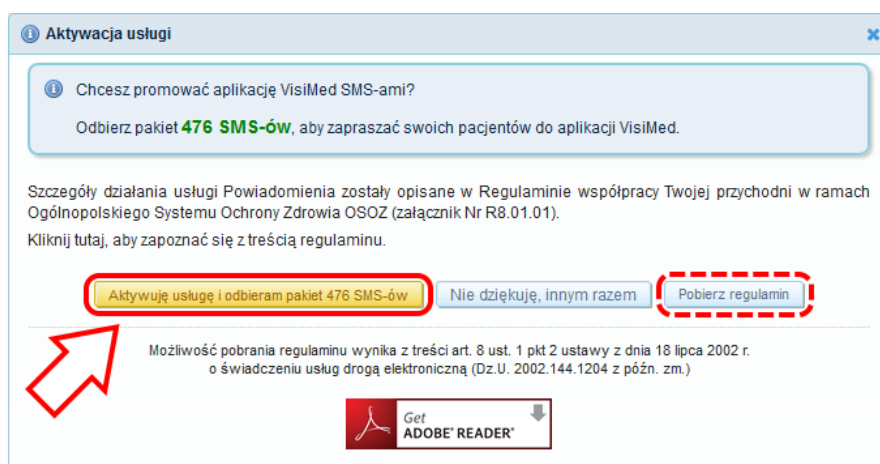 Aktywacja usługi
Chcesz promować aplikację VisiMed SMS-ami?
Odbierz pakiet 476 SMS-ów, aby zapraszać swoich pacjentów do aplikacji VisiMed.
Szczegóły działania usługi Powiadomienia zostały opisane w Regulaminie współpracy Twojej przychodni w ramach
Ogólnopolskiego Systemu Ochrony Zdrowia OSOZ (załącznik Nr R8.01.01).
Kliknij tutaj, aby zapoznać się z treścią regulaminu.
Aktywuję usługę i odbieram pakiet 476 SMS-ów
Nie dziękuję, innym razem
Pobierz regulamin
Możliwość pobrania regulaminu wynika z treści art. 8 ust. 1 pkt 2 ustawy z dnia 18 lipca 2002 r.
o świadczeniu usług drogą elektroniczną (Dz.U. 2002.144.1204 z późn. zm.)
Get
ADOBE® READER®